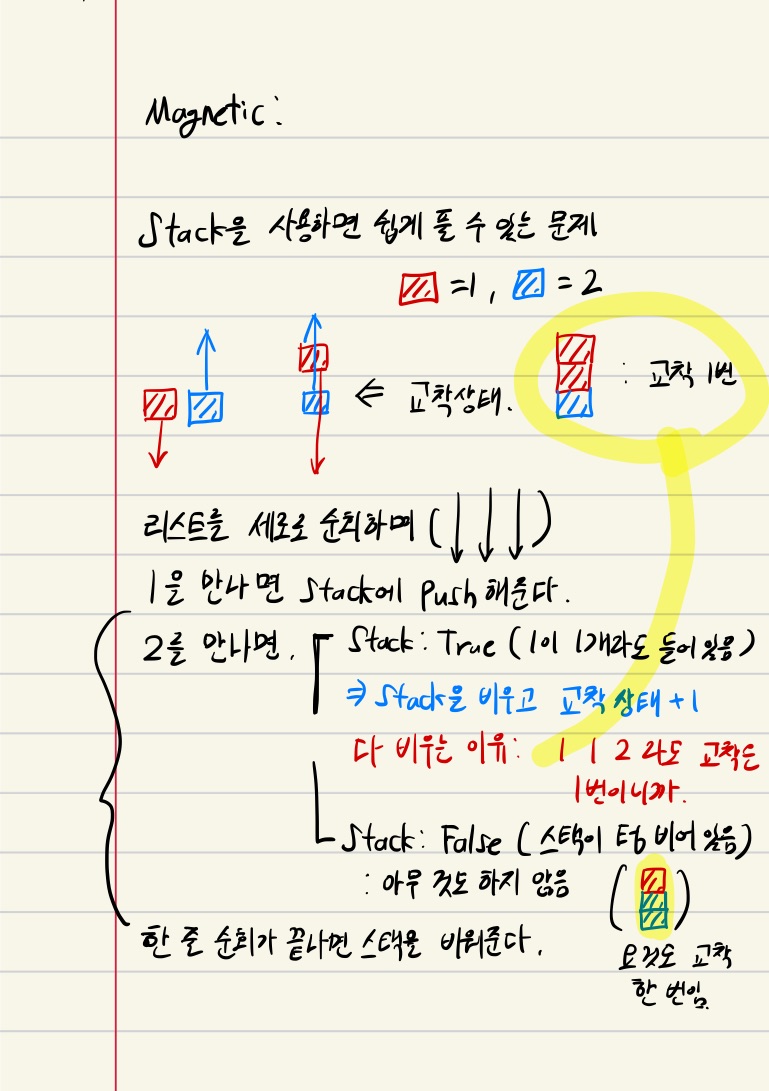 Magnetic:
Stack을 사용하면 쉽게 풀 수 있는 문제
=1, =2
⇐ 교착상태.
: 교착 1번
리스트를 세로로 순회하며 (↓↓↓)
1을 만나면 Stack에 Push 해준다.
2를 만나면.
Stack: True (1이 1개라도 들어 있음)
⇒ Stack을 비우고 교착 상태 +1
다 비우는 이유: 1 1 2 라도 교착은
1번이니까.
Stack: False (스택이 텅 비어 있음)
: 아무 것도 하지 않음 ( )
한 줄 순회가 끝나면 스택을 비워준다.
요것도 교착
한 번임.